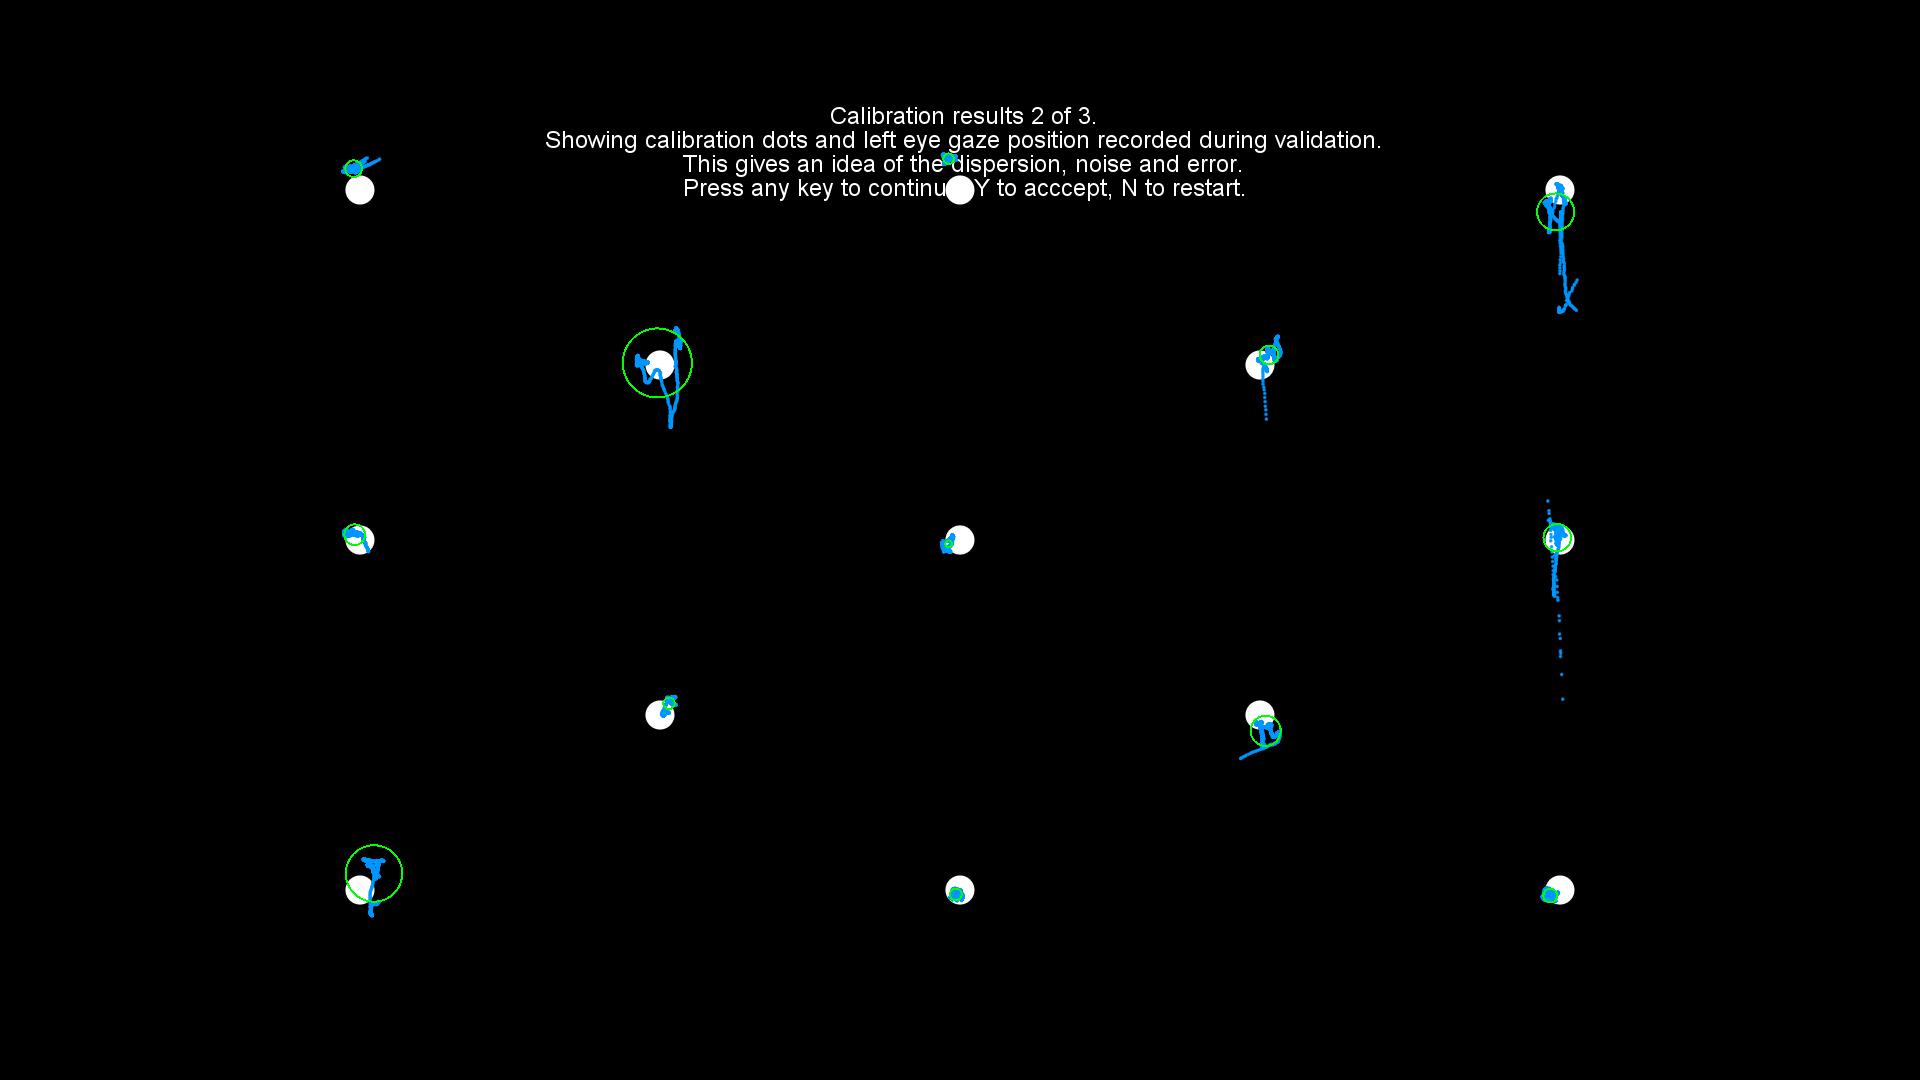 Calibration results 2 of 3.
Showing calibration dots and left eye gaze position recorded during validation.
This gives an idea of the dispersion, noise and error.
Press any key to continu Y to acccept, N to restart.